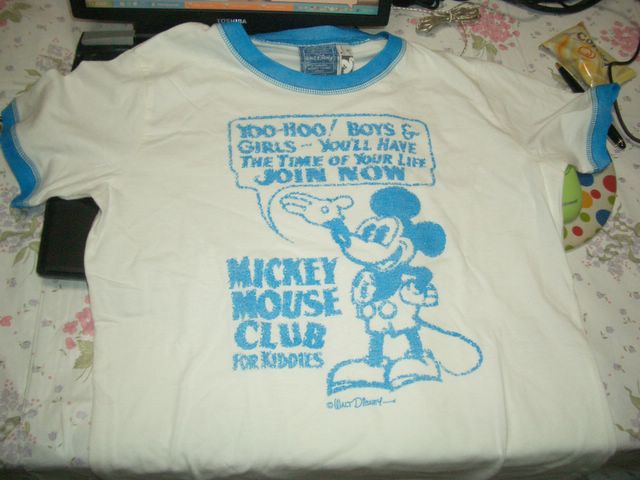 TOSHIBA
YOO-HOO! BOYS &
GIRLS - YOU'LL HAVE
THE TIME OF YOUR LIFE
JOIN NOW
MICKEY
MOUSE
CLUB
FOR KIDDIES
© WALT DISNEY